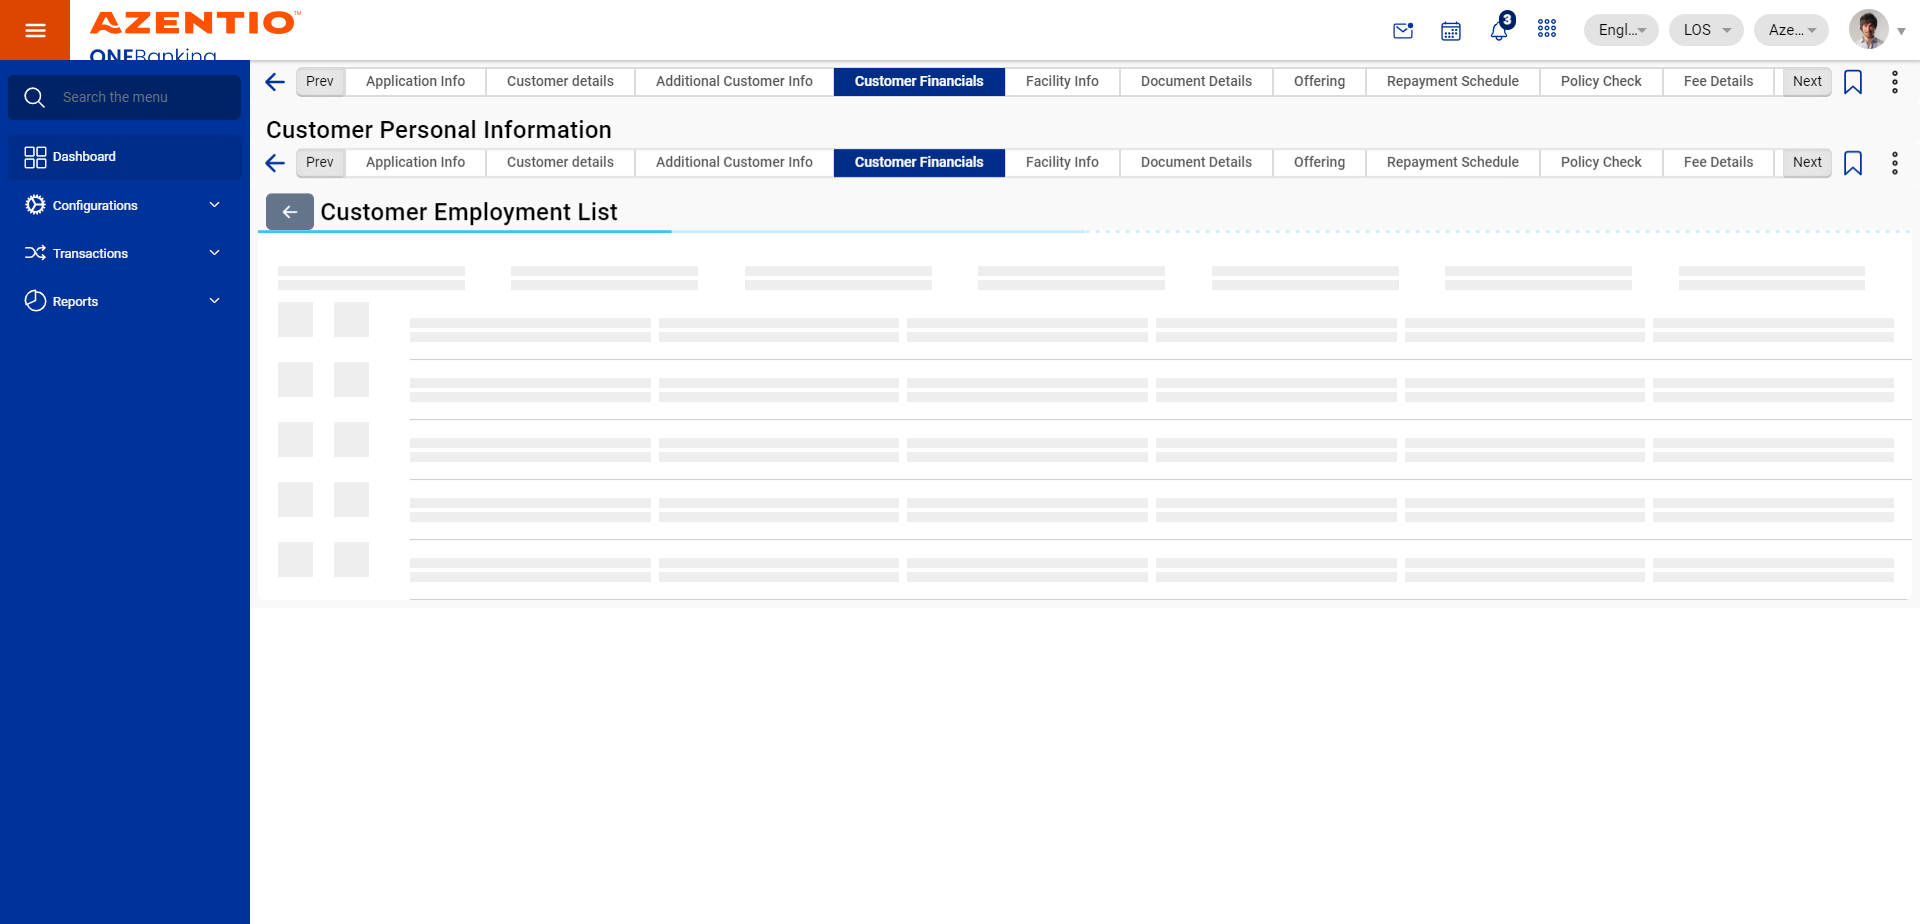 AZENTIO™
ONEBanking
3
Engl...
LOS
Aze...
Search the menu
Dashboard
Configurations
Transactions
Reports
Prev
Application Info
Customer details
Additional Customer Info
Customer Financials
Facility Info
Document Details
Offering
Repayment Schedule
Policy Check
Fee Details
Next
Customer Personal Information
Prev
Application Info
Customer details
Additional Customer Info
Customer Financials
Facility Info
Document Details
Offering
Repayment Schedule
Policy Check
Fee Details
Next
Customer Employment List